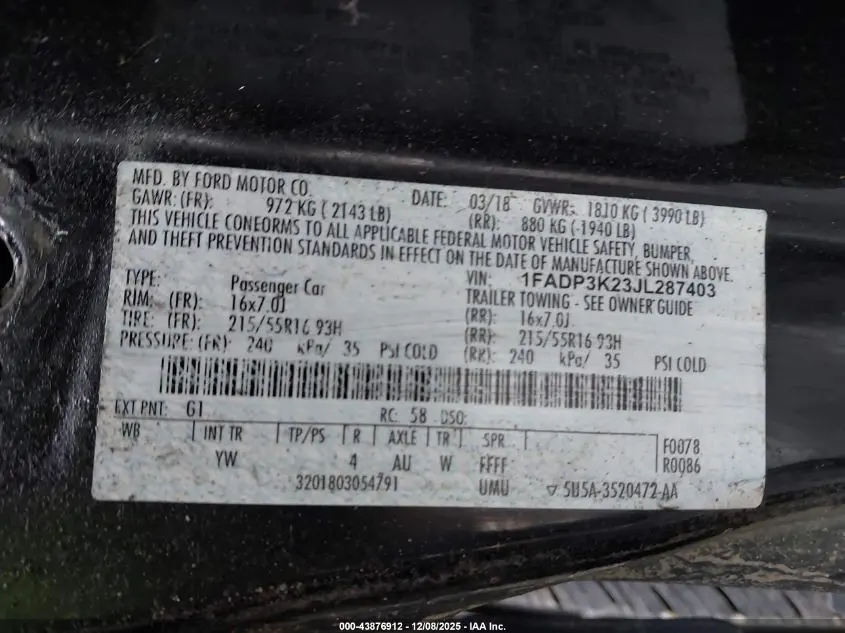 MFD. BY FORD MOTOR CO. DATE: 03/18 GVWR: 1810 KG ( 3990 LB)
GAWR: (FR): 972 KG ( 2143 LB) (RR): 880 KG ( 1940 LB)
THIS VEHICLE CONFORMS TO ALL APPLICABLE FEDERAL MOTOR VEHICLE SAFETY, BUMPER,
AND THEFT PREVENTION STANDARDS IN EFFECT ON THE DATE OF MANUFACTURE SHOWN ABOVE.
VIN: 1FADP3K23JL287403
TYPE: Passenger Car TRAILER TOWING - SEE OWNER GUIDE
RIM: (FR): 16x7.0J (RR): 16x7.0J
TIRE: (FR): 215/55R16 93H (RR): 215/55R16 93H
PRESSURE: (FR): 240 kPa/ 35 PSI COLD (RR): 240 kPa/ 35 PSI COLD
EXT PNT: G1 RC: 58 DSO:
WB INT TR TP/PS R AXLE TR SPR F0078
YW 4 AU W FFFF R0086
3201803054791 UMU ▽ 5U5A-3520472-AA
000-43876912 - 12/08/2025 - IAA Inc.